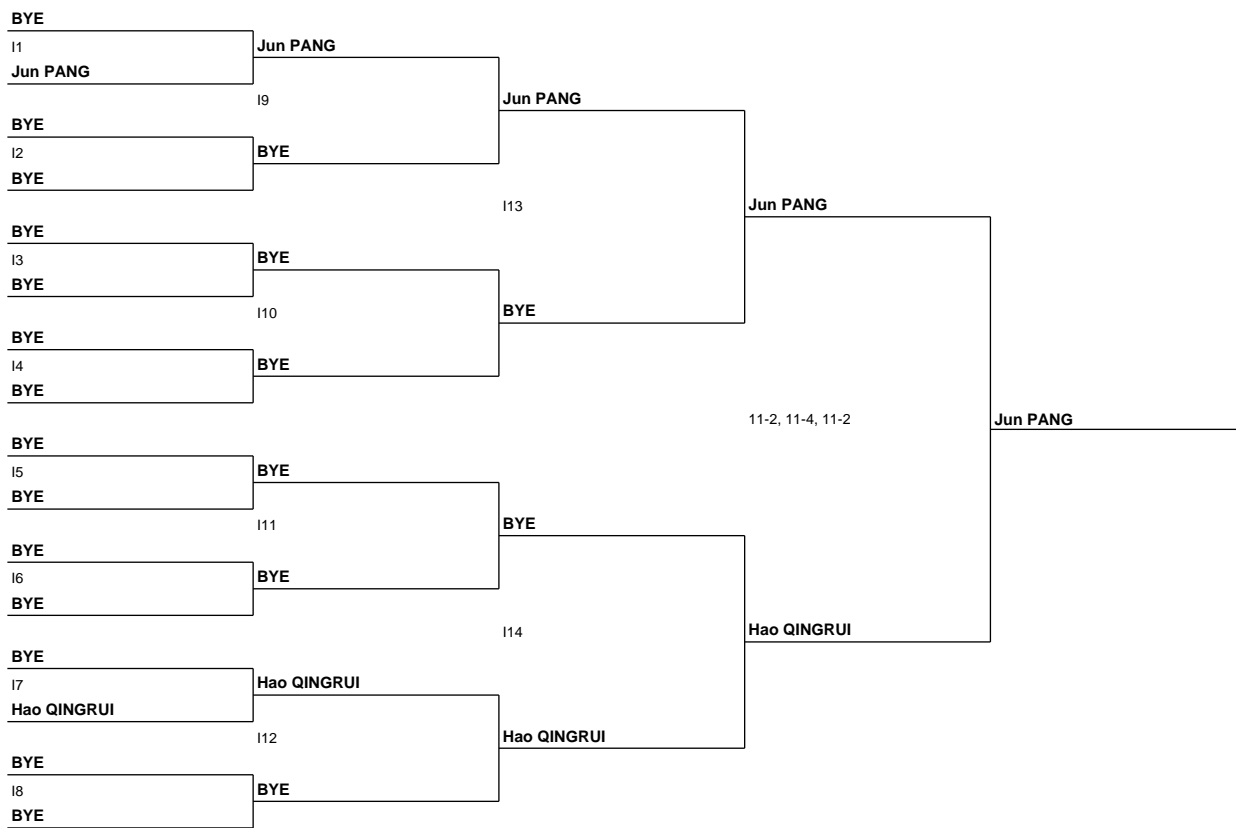 BYE
I1
Jun PANG
Jun PANG
I9
Jun PANG
BYE
I2
BYE
BYE
I13
Jun PANG
BYE
I3
BYE
BYE
I10
BYE
BYE
I4
BYE
BYE
11-2, 11-4, 11-2
Jun PANG
BYE
I5
BYE
BYE
I11
BYE
BYE
I6
BYE
BYE
I14
Hao QINGRUI
BYE
I7
Hao QINGRUI
Hao QINGRUI
I12
Hao QINGRUI
BYE
I8
BYE
BYE